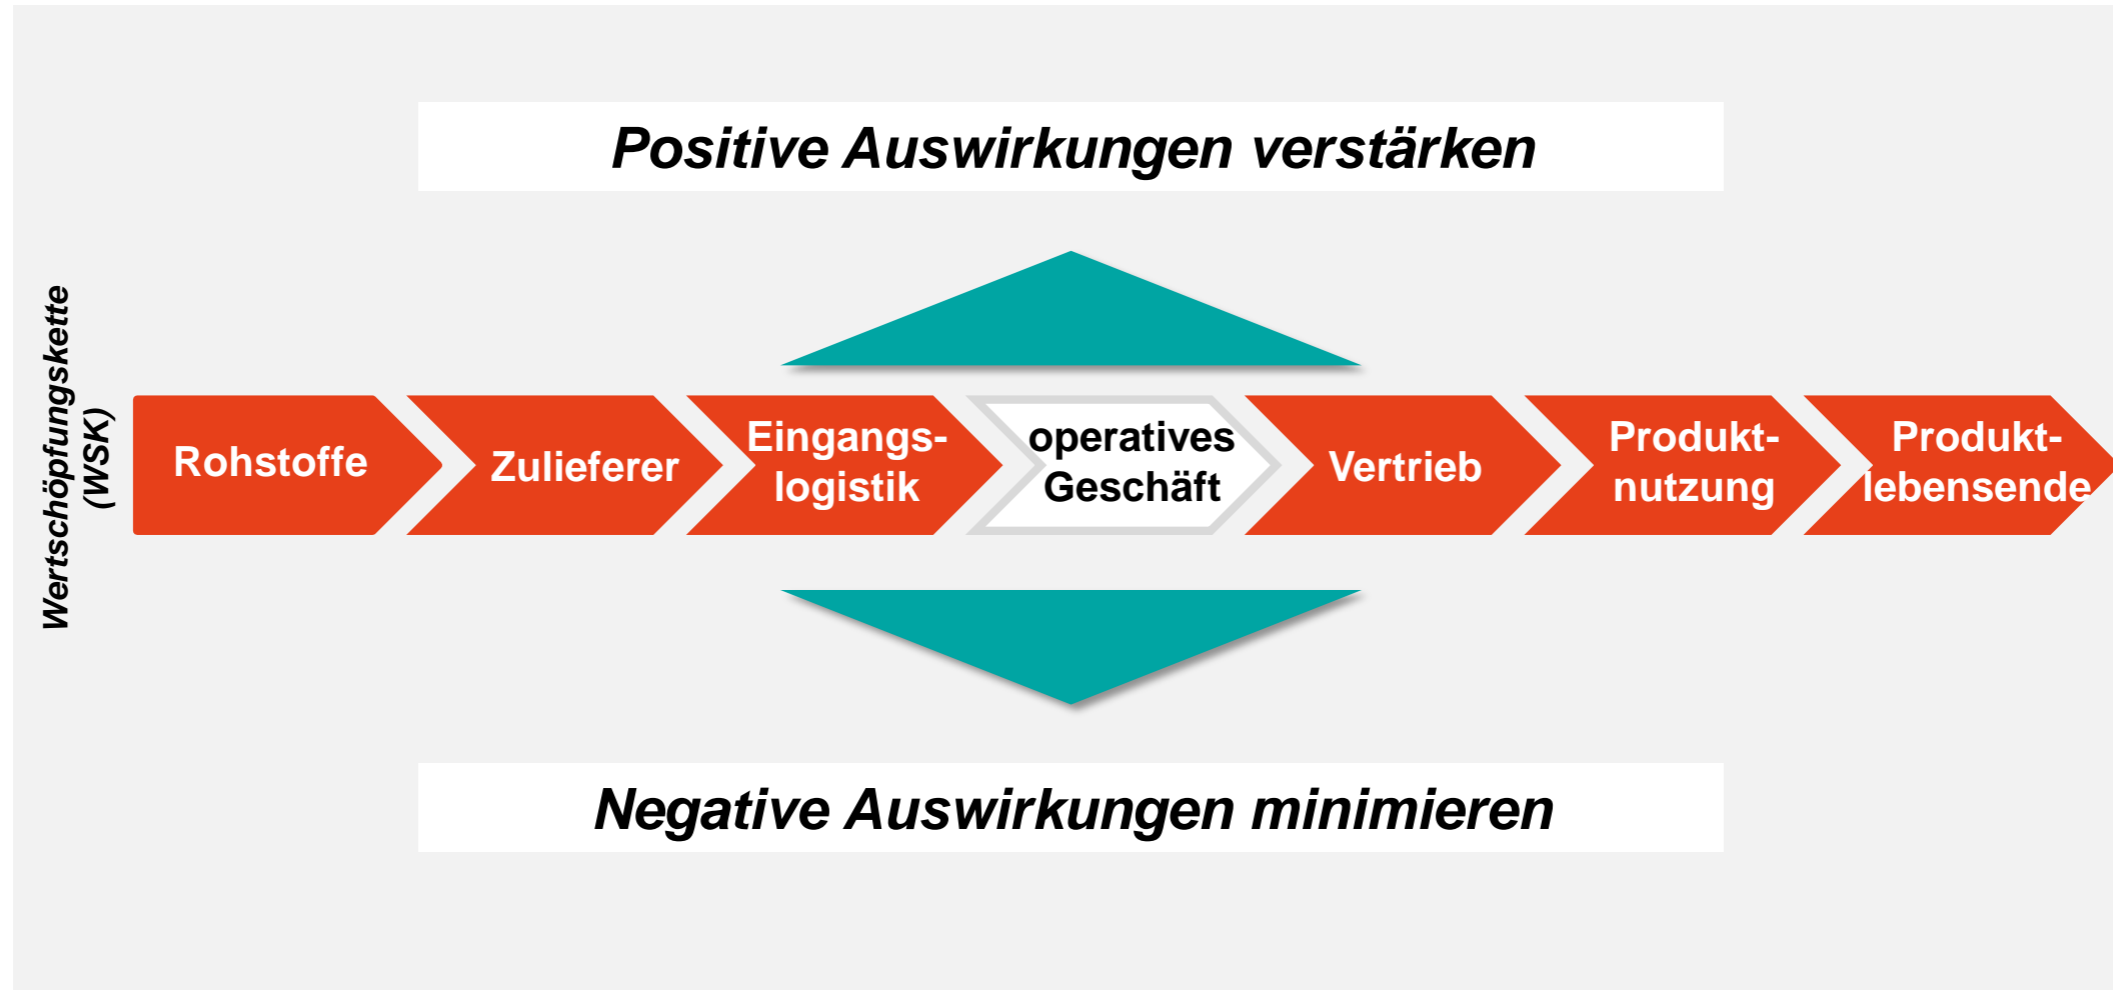 Positive Auswirkungen verstärken
Wertschöpfungskette
(WSK)
Rohstoffe
Zulieferer
Eingangs-
logistik
operatives
Geschäft
Vertrieb
Produkt-
nutzung
Produkt-
lebensende
Negative Auswirkungen minimieren